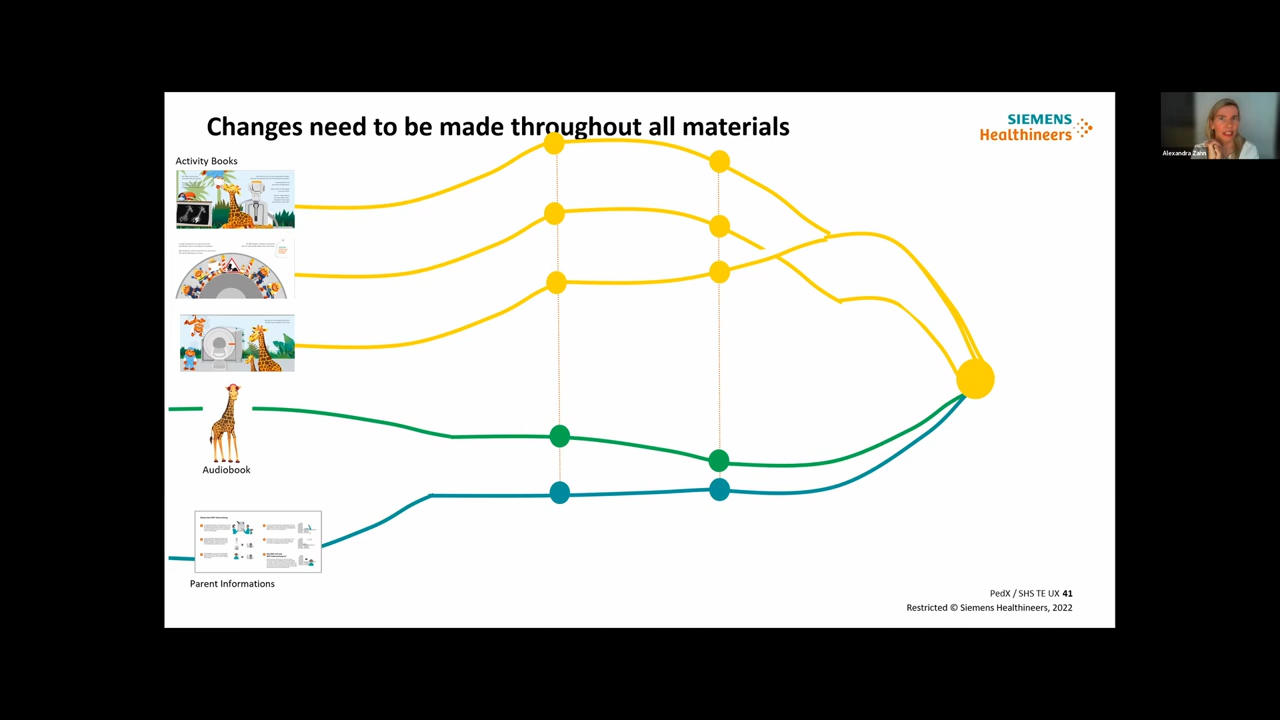 Changes need to be made throughout all materials
SIEMENS
Healthineers
Activity Books
Alexandra Zahn
Audiobook
Parent Informations
PedX / SHS TE UX 41
Restricted © Siemens Healthineers, 2022